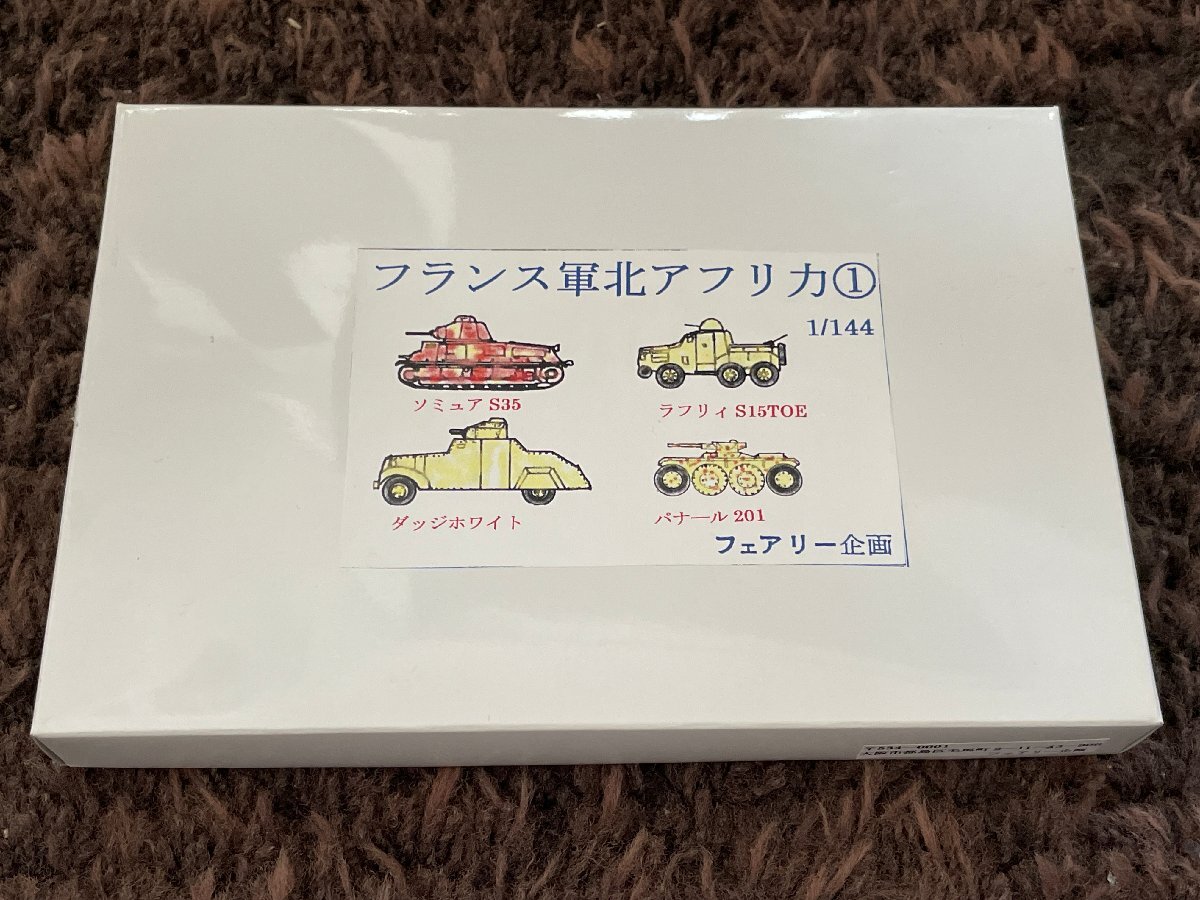 フランス軍北アフリカ①
1/144
ソミュア S35
ラフリィ S15TOE
ダッジホワイト
パナール 201
フェアリー企画